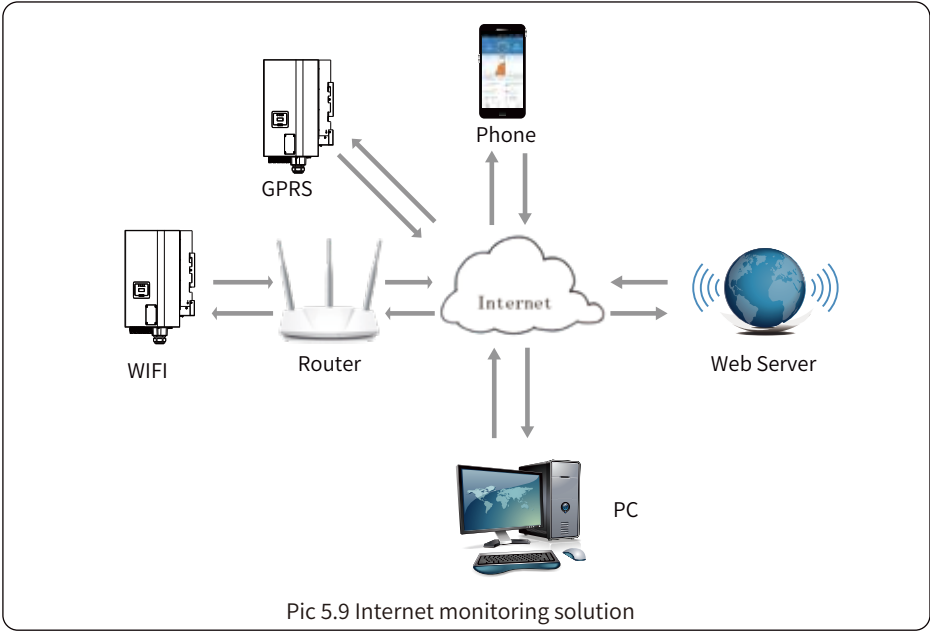 Phone
GPRS
Internet
WIFI
Router
Web Server
PC
Pic 5.9 Internet monitoring solution